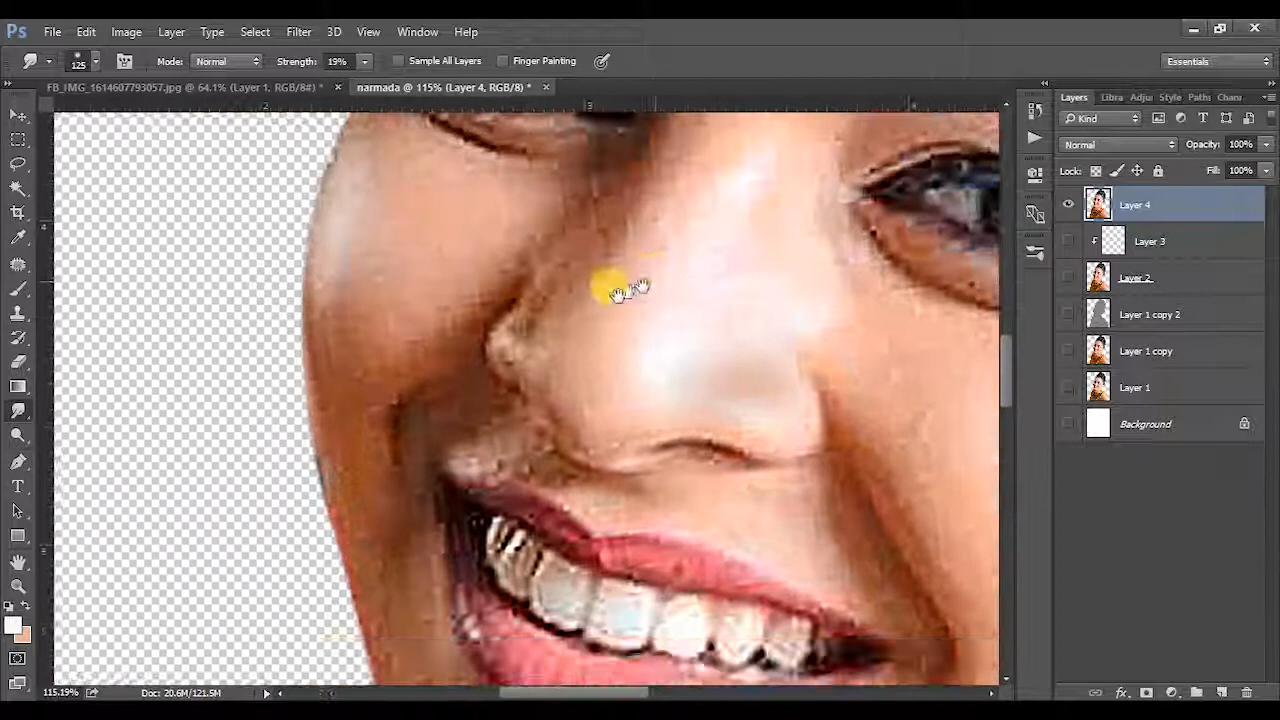 Ps File Edit Image Layer Type Select Filter 3D View Window Help
125 Mode: Normal Strength: 19% Sample All Layers Finger Painting Essentials
FB_IMG_1614607793057.jpg @ 64.1% (Layer 1, RGB/8#) * × narmada @ 115% (Layer 4, RGB/8) * ×
Layers Libra Adju Style Paths Chan
Kind
Normal Opacity: 100%
Lock: Fill: 100%
Layer 4
Layer 3
Layer 2
Layer 1 copy 2
Layer 1 copy
Layer 1
Background
115.19% Doc: 20.6M/121.5M